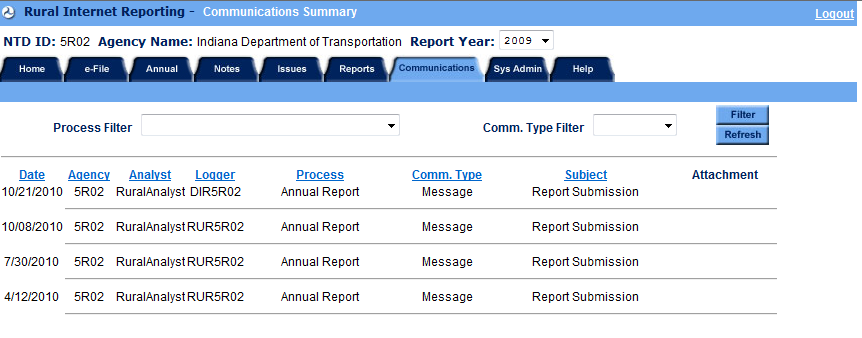 Rural Internet Reporting - Communications Summary
Logout
NTD ID: 5R02 Agency Name: Indiana Department of Transportation Report Year: 2009
Home e-File Annual Notes Issues Reports Communications Sys Admin Help
Process Filter Comm. Type Filter Filter
Refresh
Date Agency Analyst Logger Process Comm. Type Subject Attachment
10/21/2010 5R02 RuralAnalyst DIR5R02 Annual Report Message Report Submission
10/08/2010 5R02 RuralAnalyst RUR5R02 Annual Report Message Report Submission
7/30/2010 5R02 RuralAnalyst RUR5R02 Annual Report Message Report Submission
4/12/2010 5R02 RuralAnalyst RUR5R02 Annual Report Message Report Submission